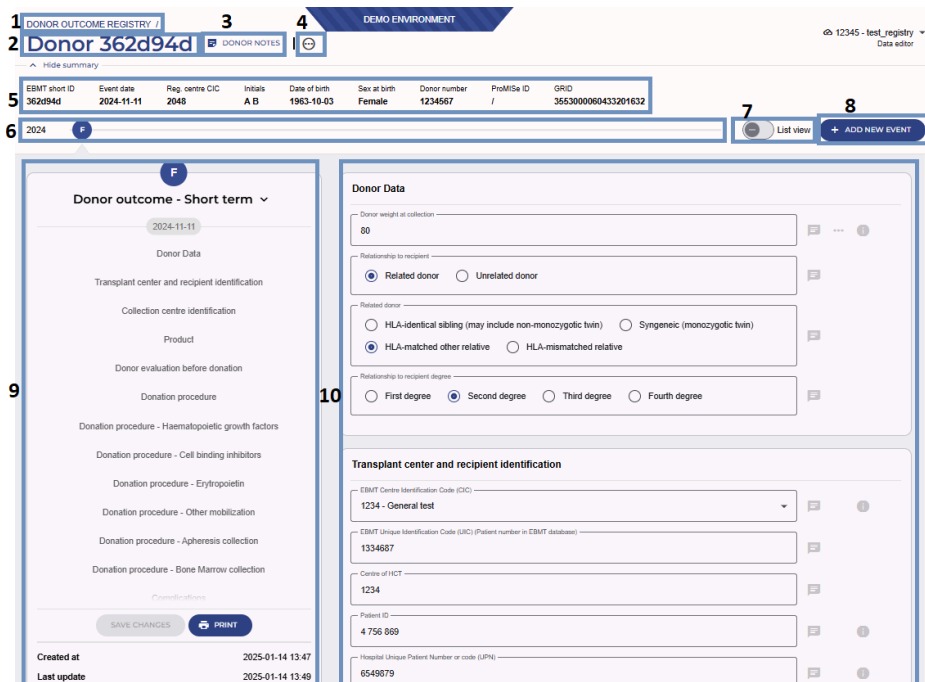 DEMO ENVIRONMENT
1 DONOR OUTCOME REGISTRY / 3 4
2 Donor 362d94d DONOR NOTES
12345 - test_registry
Data editor
Hide summary
5
EBMT short ID Event date Reg. centre CIC Initials Date of birth Sex at birth Donor number ProMISe ID GRID
362d94d 2024-11-11 2048 A B 1963-10-03 Female 1234567 / 3553000060433201632
6 2024 F 7 List view 8 + ADD NEW EVENT
9
F
Donor outcome - Short term
2024-11-11
Donor Data
Transplant center and recipient identification
Collection centre identification
Product
Donor evaluation before donation
Donation procedure
Donation procedure - Haematopoietic growth factors
Donation procedure - Cell binding inhibitors
Donation procedure - Erytropoietin
Donation procedure - Other mobilization
Donation procedure - Apheresis collection
Donation procedure - Bone Marrow collection
Complications
SAVE CHANGES PRINT
Created at 2025-01-14 13:47
Last update 2025-01-14 13:49
10
Donor Data
Donor weight at collection
80
Relationship to recipient
Related donor Unrelated donor
Related donor
HLA-identical sibling (may include non-monozygotic twin) Syngeneic (monozygotic twin)
HLA-matched other relative HLA-mismatched relative
Relationship to recipient degree
First degree Second degree Third degree Fourth degree
Transplant center and recipient identification
EBMT Centre Identification Code (CIC)
1234 - General test
EBMT Unique Identification Code (UIC) (Patient number in EBMT database)
1334687
Centre of HCT
1234
Patient ID
4 756 869
Hospital Unique Patient Number or code (UPN)
6549879